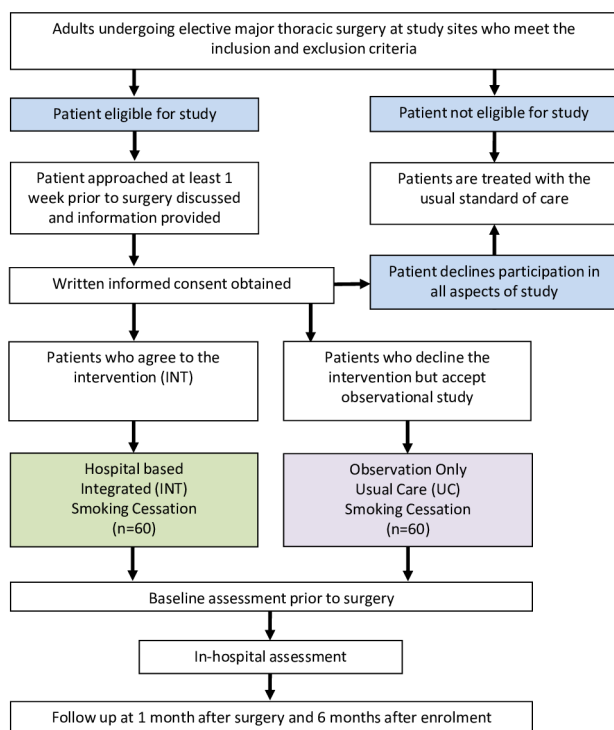 Adults undergoing elective major thoracic surgery at study sites who meet the
inclusion and exclusion criteria
Patient eligible for study
Patient not eligible for study
Patient approached at least 1
week prior to surgery discussed
and information provided
Patients are treated with the
usual standard of care
Written informed consent obtained
Patient declines participation in
all aspects of study
Patients who agree to the
intervention (INT)
Patients who decline the
intervention but accept
observational study
Hospital based
Integrated (INT)
Smoking Cessation
(n=60)
Observation Only
Usual Care (UC)
Smoking Cessation
(n=60)
Baseline assessment prior to surgery
In-hospital assessment
Follow up at 1 month after surgery and 6 months after enrolment